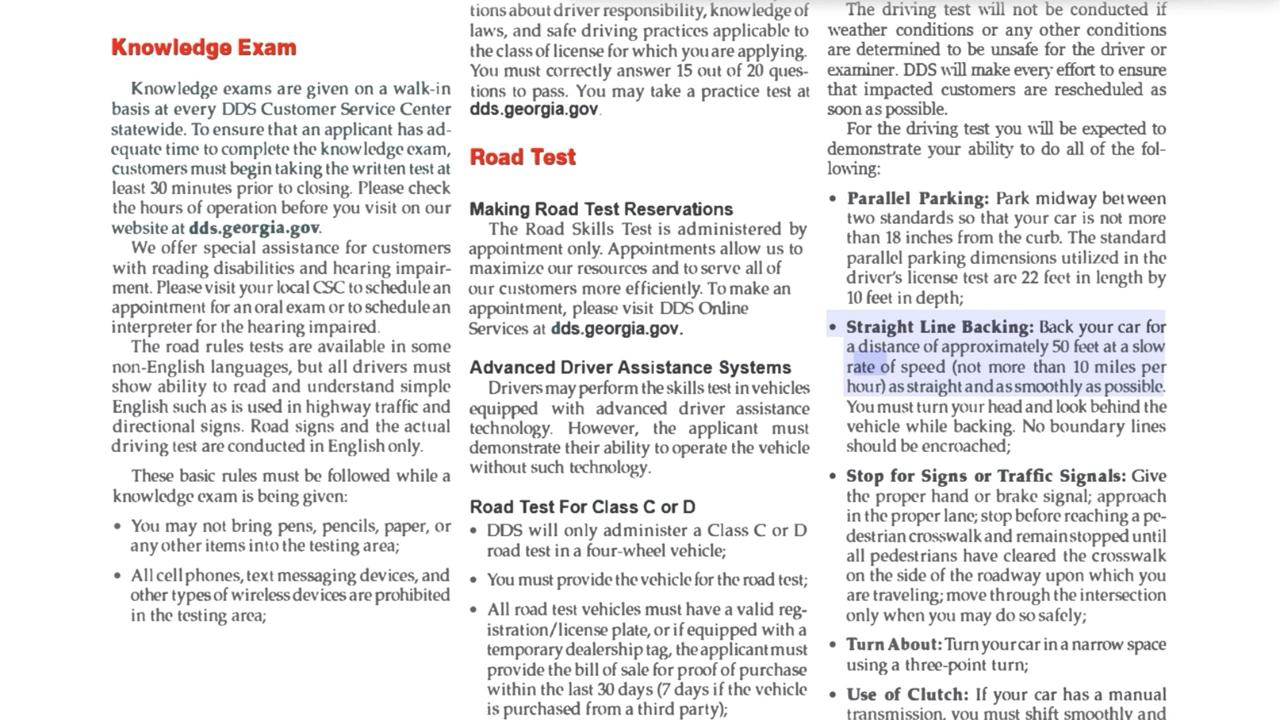 Knowledge Exam
Knowledge exams are given on a walk-in
basis at every DDS Customer Service Center
statewide. To ensure that an applicant has ad-
equate time to complete the knowledge exam,
customers must begin taking the written test at
least 30 minutes prior to closing. Please check
the hours of operation before you visit on our
website at dds.georgia.gov.
We offer special assistance for customers
with reading disabilities and hearing impair-
ment. Please visit your local CSC to schedule an
appointment for an oral exam or to schedule an
interpreter for the hearing impaired.
The road rules tests are available in some
non-English languages, but all drivers must
show ability to read and understand simple
English such as is used in highway traffic and
directional signs. Road signs and the actual
driving test are conducted in English only.
These basic rules must be followed while a
knowledge exam is being given:
• You may not bring pens, pencils, paper, or
any other items into the testing area;
• All cell phones, text messaging devices, and
other types of wireless devices are prohibited
in the testing area;
tions about driver responsibility, knowledge of
laws, and safe driving practices applicable to
the class of license for which you are applying.
You must correctly answer 15 out of 20 ques-
tions to pass. You may take a practice test at
dds.georgia.gov.
Road Test
Making Road Test Reservations
The Road Skills Test is administered by
appointment only. Appointments allow us to
maximize our resources and to serve all of
our customers more efficiently. To make an
appointment, please visit DDS Online
Services at dds.georgia.gov.
Advanced Driver Assistance Systems
Drivers may perform the skills test in vehicles
equipped with advanced driver assistance
technology. However, the applicant must
demonstrate their ability to operate the vehicle
without such technology.
Road Test For Class C or D
• DDS will only administer a Class C or D
road test in a four-wheel vehicle;
• You must provide the vehicle for the road test;
• All road test vehicles must have a valid reg-
istration/license plate, or if equipped with a
temporary dealership tag, the applicant must
provide the bill of sale for proof of purchase
within the last 30 days (7 days if the vehicle
is purchased from a third party);
The driving test will not be conducted if
weather conditions or any other conditions
are determined to be unsafe for the driver or
examiner. DDS will make every effort to ensure
that impacted customers are rescheduled as
soon as possible.
For the driving test you will be expected to
demonstrate your ability to do all of the fol-
lowing:
• Parallel Parking: Park midway between
two standards so that your car is not more
than 18 inches from the curb. The standard
parallel parking dimensions utilized in the
driver's license test are 22 feet in length by
10 feet in depth;
• Straight Line Backing: Back your car for
a distance of approximately 50 feet at a slow
rate of speed (not more than 10 miles per
hour) as straight and as smoothly as possible.
You must turn your head and look behind the
vehicle while backing. No boundary lines
should be encroached;
• Stop for Signs or Traffic Signals: Give
the proper hand or brake signal; approach
in the proper lane; stop before reaching a pe-
destrian crosswalk and remain stopped until
all pedestrians have cleared the crosswalk
on the side of the roadway upon which you
are traveling; move through the intersection
only when you may do so safely;
• Turn About: Turn your car in a narrow space
using a three-point turn;
• Use of Clutch: If your car has a manual
transmission, you must shift smoothly and